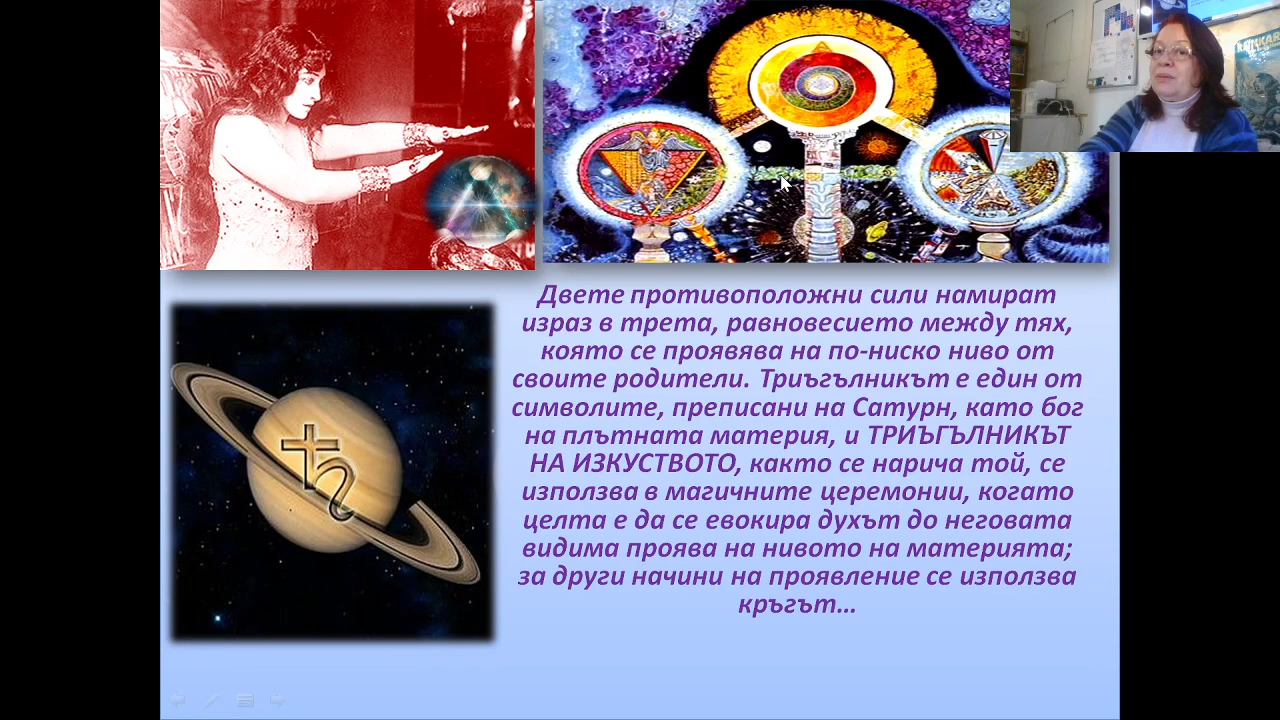 Двете противоположни сили намират
израз в трета, равновесието между тях,
която се проявява на по-ниско ниво от
своите родители. Триъгълникът е един от
символите, преписани на Сатурн, като бог
на плътната материя, и ТРИЪГЪЛНИКЪТ
НА ИЗКУСТВОТО, както се нарича той, се
използва в магичните церемонии, когато
целта е да се евокира духът до неговата
видима проява на нивото на материята;
за други начини на проявление се използва
кръгът...